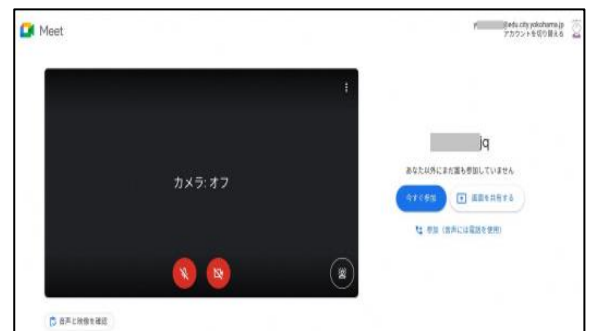 Meet
edu.city.yokohama.jp
アカウントを切り替える
カメラ: オフ
jq
あなた以外にまだ誰も参加していません
今すぐ参加
画面を共有する
参加（音声には電話を使用）
音声と映像を確認